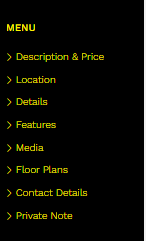 MENU
> Description & Price
> Location
> Details
> Features
> Media
> Floor Plans
> Contact Details
> Private Note